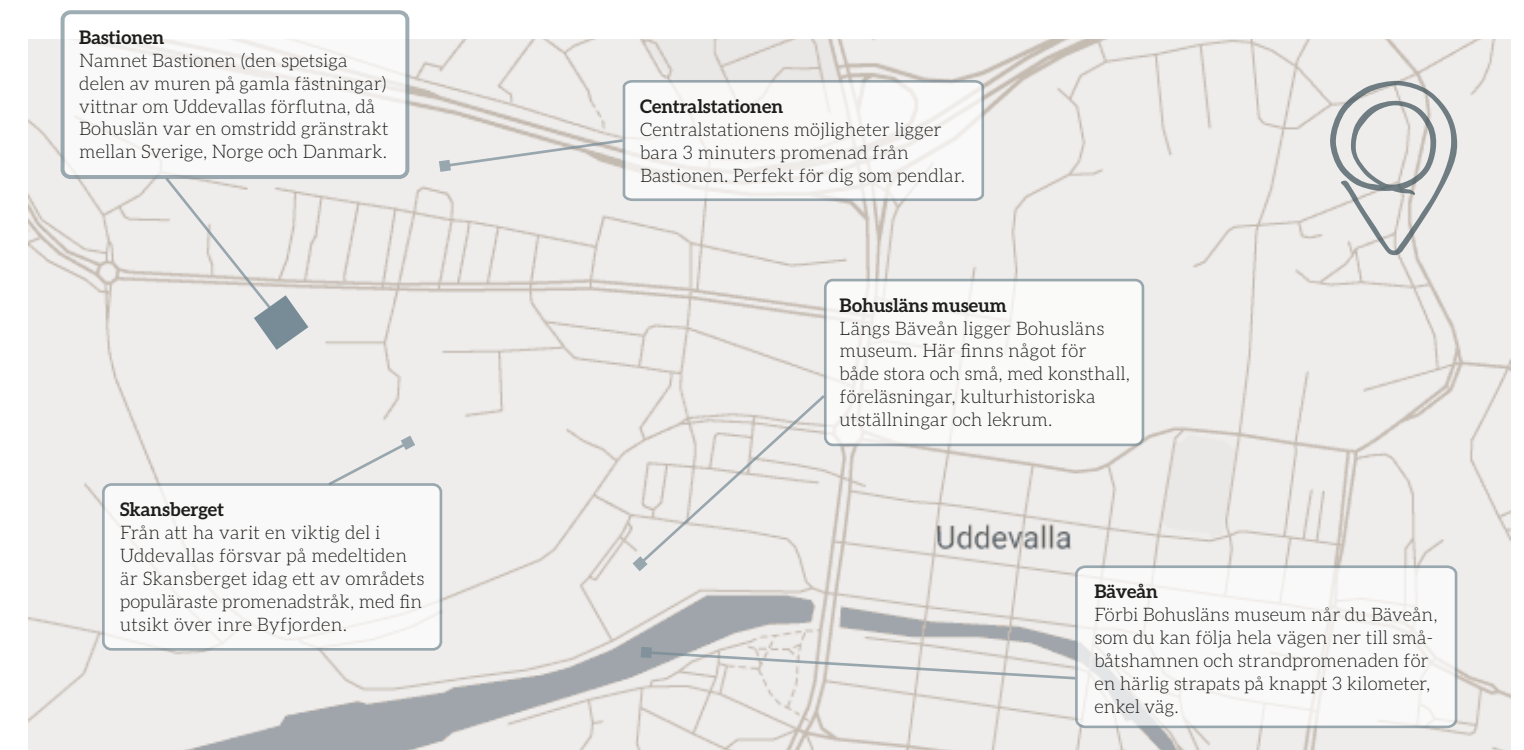 Bastionen
Namnet Bastionen (den spetsiga
delen av muren på gamla fästningar)
vittnar om Uddevallas förflutna, då
Bohuslän var en omstridd gränstrakt
mellan Sverige, Norge och Danmark.
Centralstationen
Centralstationens möjligheter ligger
bara 3 minuters promenad från
Bastionen. Perfekt för dig som pendlar.
Bohusläns museum
Längs Bäveån ligger Bohusläns
museum. Här finns något för
både stora och små, med konsthall,
föreläsningar, kulturhistoriska
utställningar och lekrum.
Skansberget
Från att ha varit en viktig del i
Uddevallas försvar på medeltiden
är Skansberget idag ett av områdets
populäraste promenadstråk, med fin
utsikt över inre Byfjorden.
Uddevalla
Bäveån
Förbi Bohusläns museum når du Bäveån,
som du kan följa hela vägen ner till små-
båtshamnen och strandpromenaden för
en härlig strapats på knappt 3 kilometer,
enkel väg.